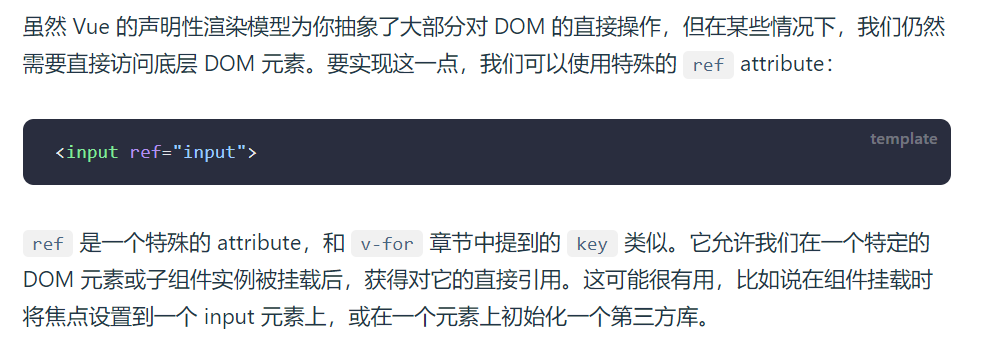 虽然 Vue 的声明性渲染模型为你抽象了大部分对 DOM 的直接操作，但在某些情况下，我们仍然
需要直接访问底层 DOM 元素。要实现这一点，我们可以使用特殊的 ref attribute：
template
<input ref="input">
ref 是一个特殊的 attribute，和 v-for 章节中提到的 key 类似。它允许我们在一个特定的
DOM 元素或子组件实例被挂载后，获得对它的直接引用。这可能很有用，比如说在组件挂载时
将焦点设置到一个 input 元素上，或在一个元素上初始化一个第三方库。